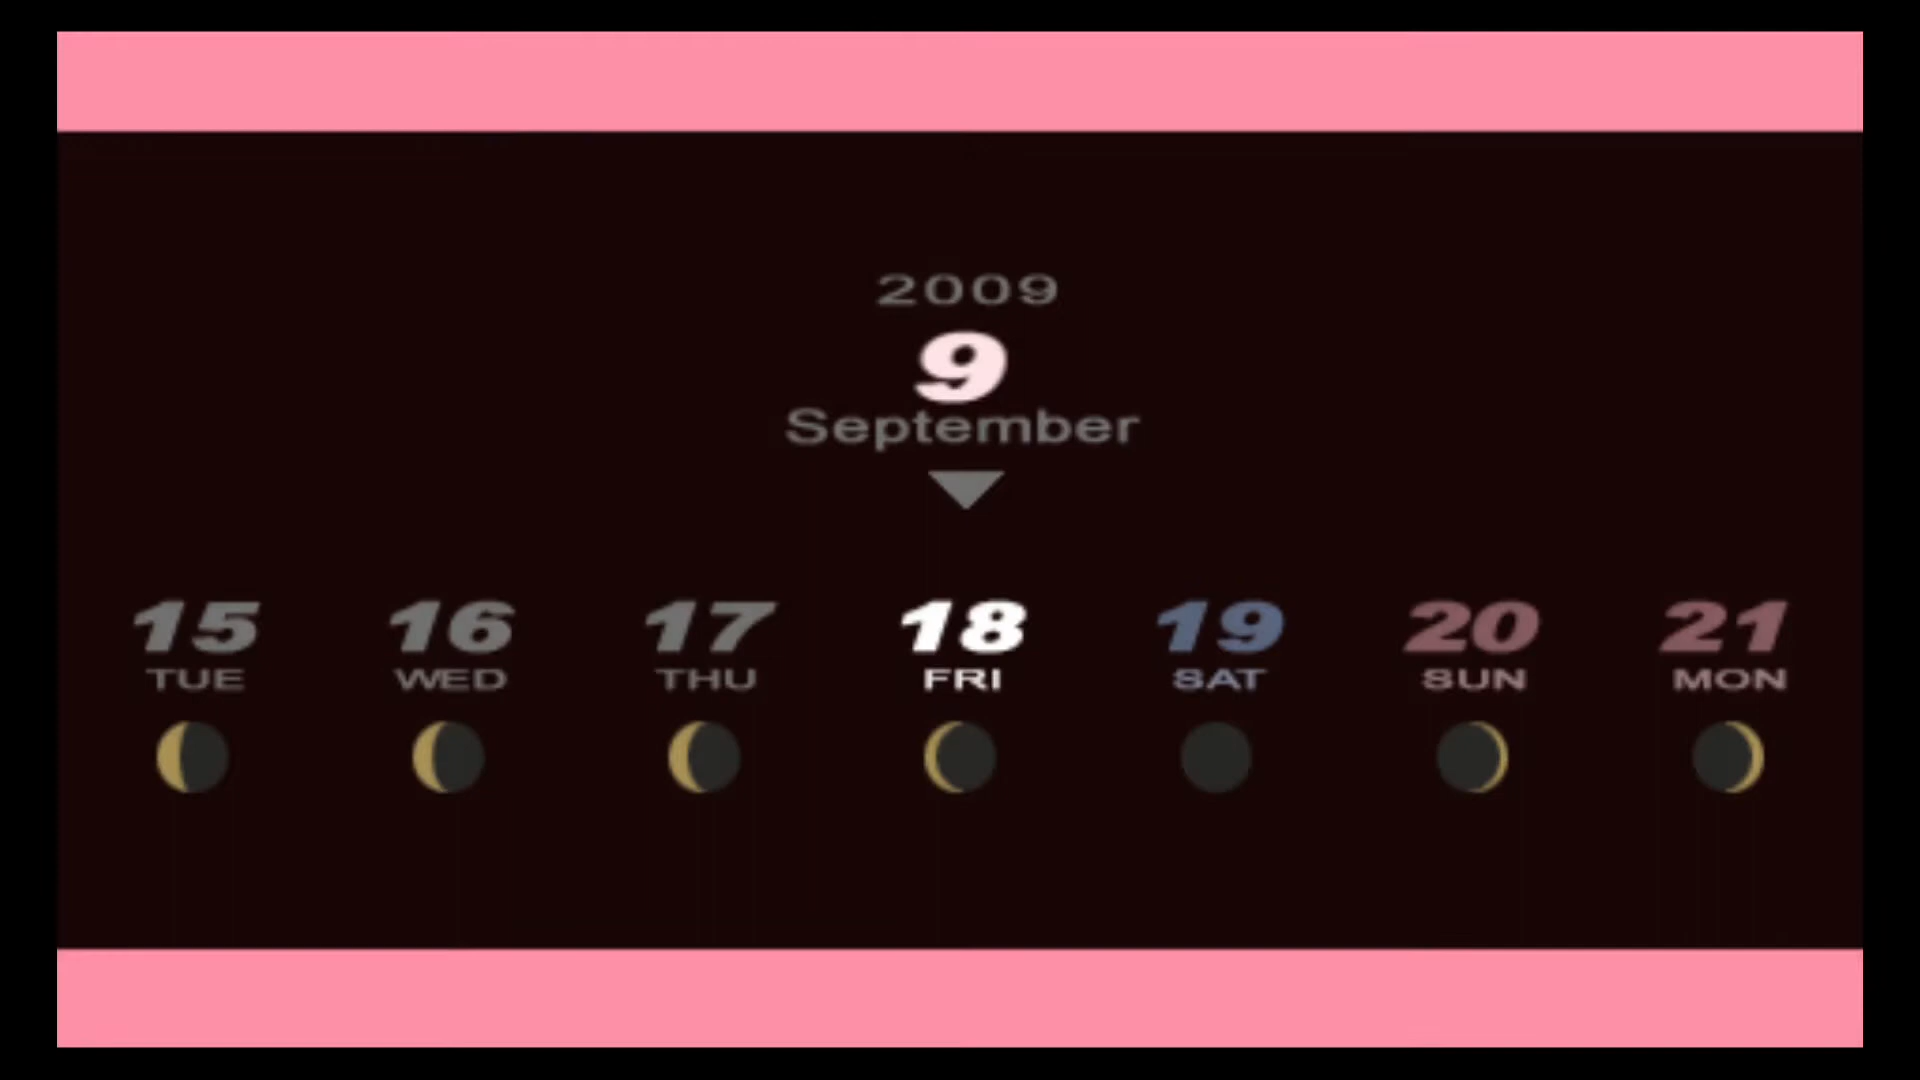 2009
9
September
15 16 17 18 19 20 21
TUE WED THU FRI SAT SUN MON